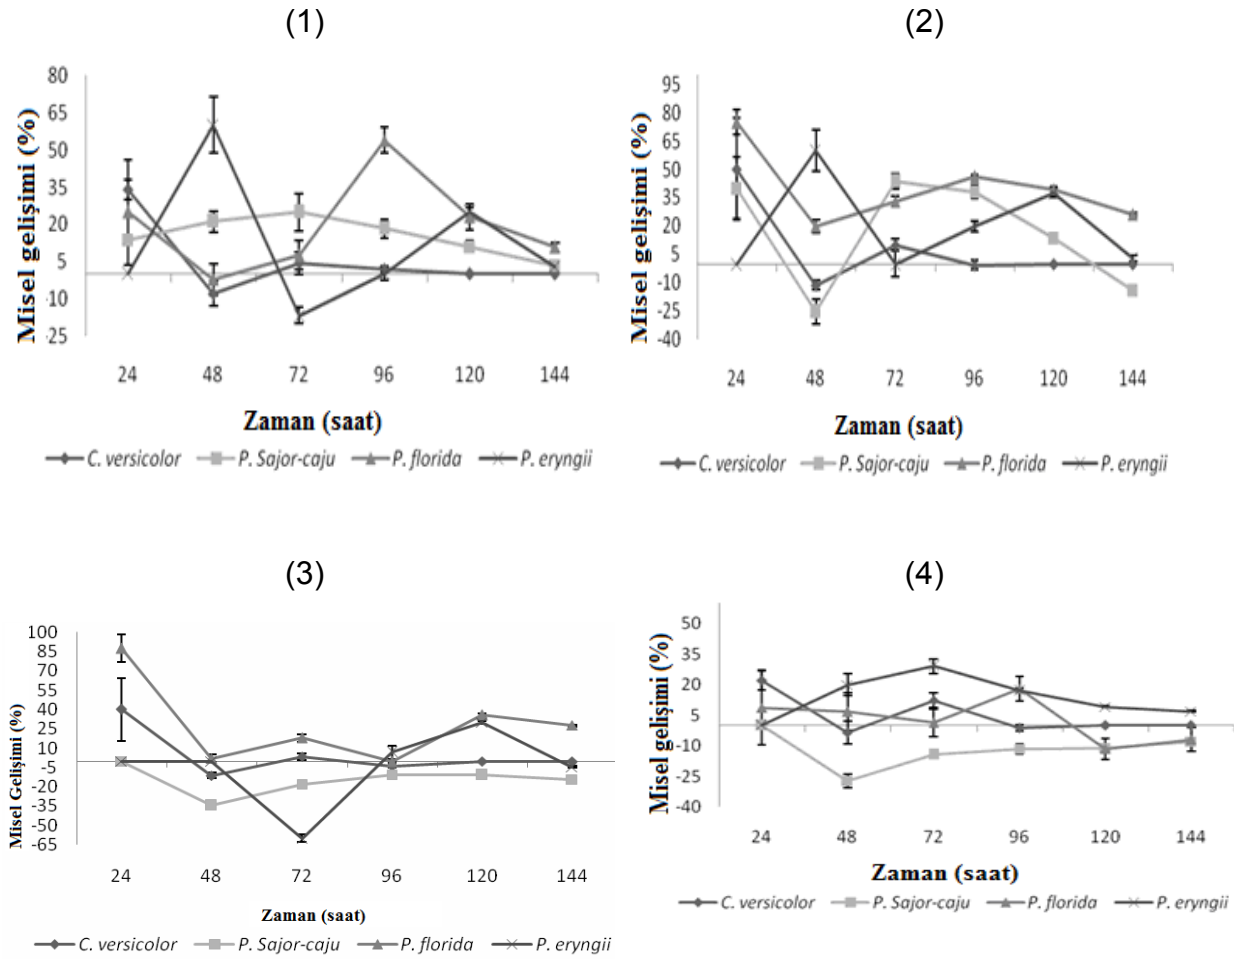 (1)
80
65
50
35
20
5
-10
-25
Misel gelişimi (%)
24 48 72 96 120 144
Zaman (saat)
C. versicolor P. Sajor-caju P. florida P. eryngii
(2)
95
80
65
50
35
20
5
-10
-25
-40
Misel gelişimi (%)
24 48 72 96 120 144
Zaman (saat)
C. versicolor P. Sajor-caju P. florida P. eryngii
(3)
100
85
70
55
40
25
10
-5
-20
-35
-50
-65
Misel Gelişimi (%)
24 48 72 96 120 144
Zaman (saat)
C. versicolor P. Sajor-caju P. florida P. eryngii
(4)
50
35
20
5
-10
-25
-40
Misel gelişimi (%)
24 48 72 96 120 144
Zaman (saat)
C. versicolor P. Sajor-caju P. florida P. eryngii